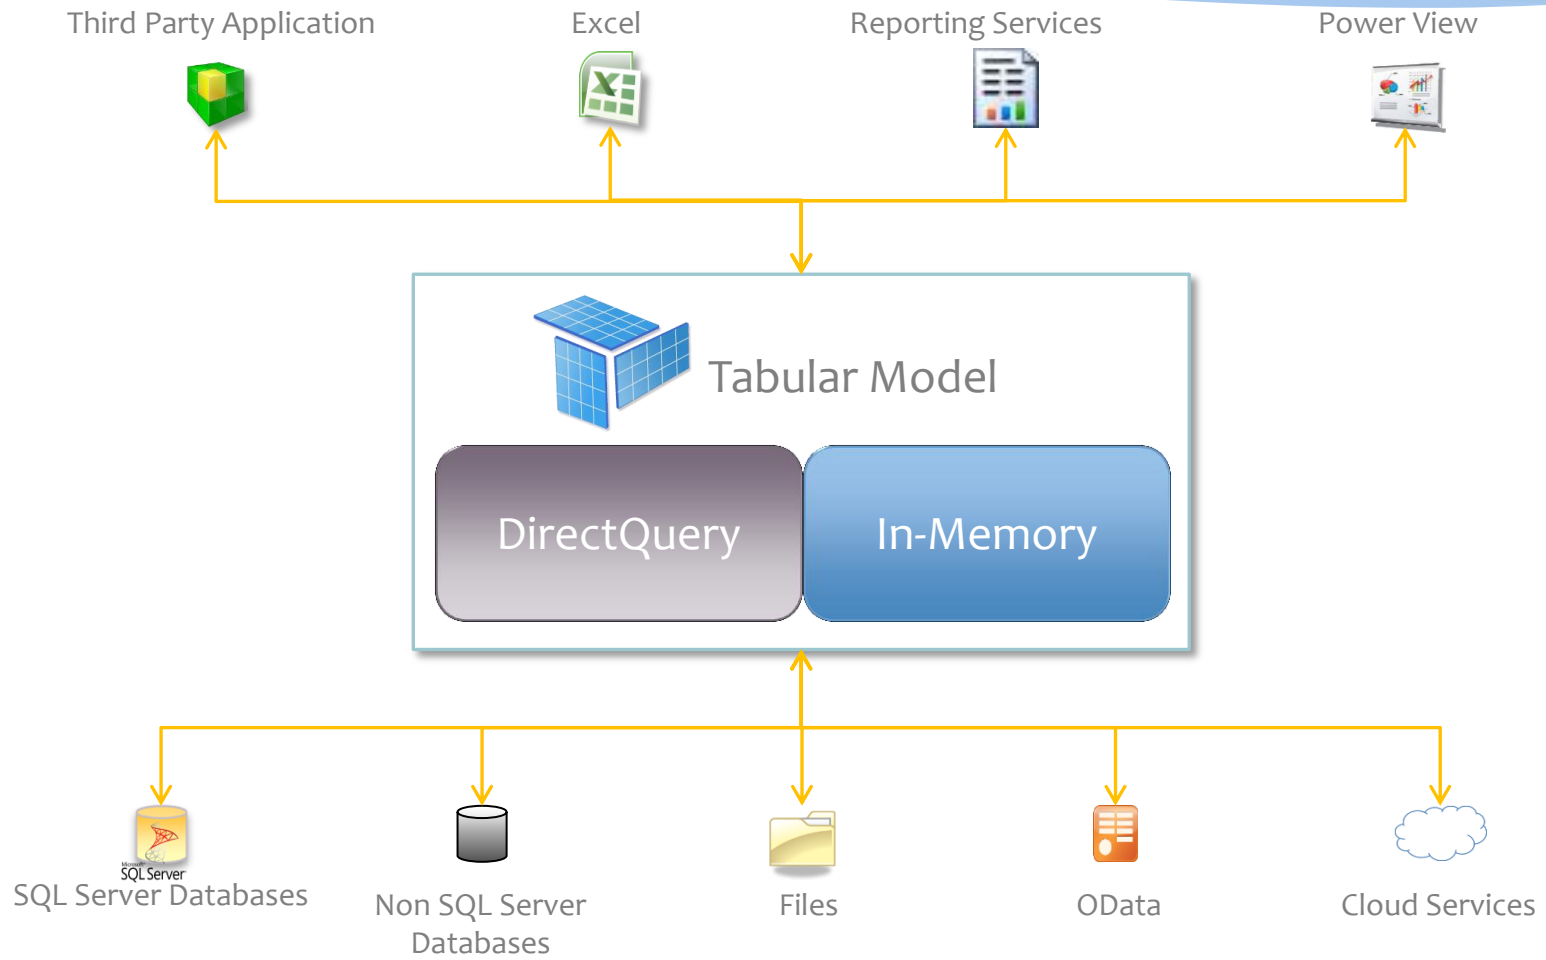 Third Party Application
Excel
Reporting Services
Power View
Tabular Model
DirectQuery
In-Memory
Microsoft
SQL Server
SQL Server Databases
Non SQL Server
Databases
Files
OData
Cloud Services